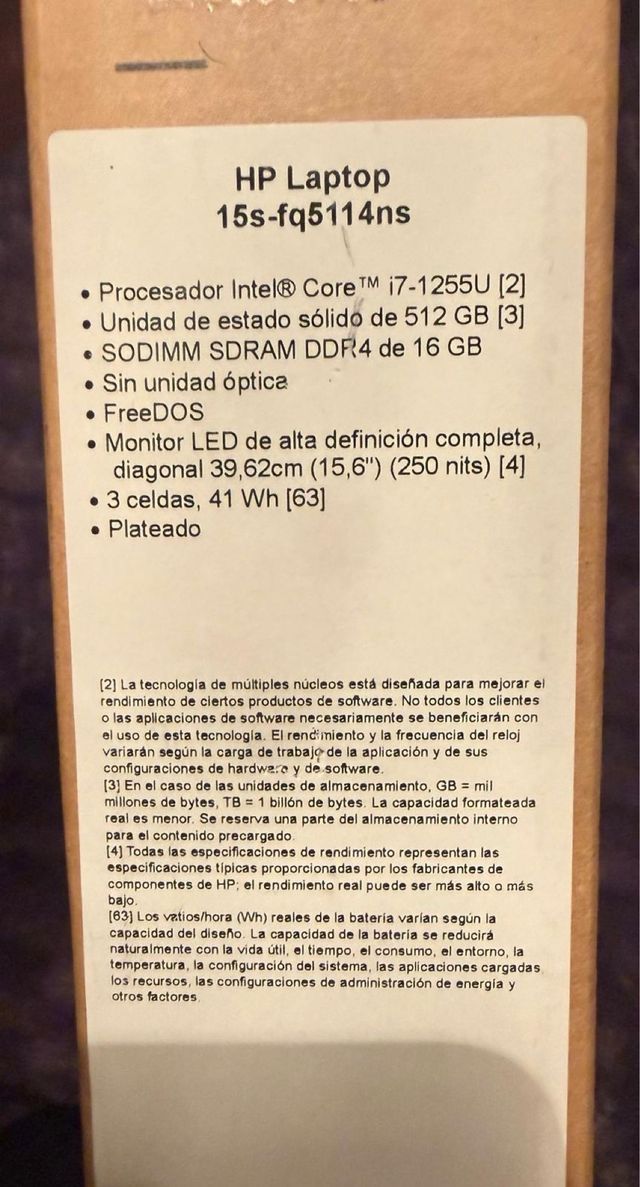 HP Laptop
15s-fq5114ns
• Procesador Intel® Core™ i7-1255U [2]
• Unidad de estado sólido de 512 GB [3]
• SODIMM SDRAM DDR4 de 16 GB
• Sin unidad óptica
• FreeDOS
• Monitor LED de alta definición completa,
diagonal 39,62cm (15,6") (250 nits) [4]
• 3 celdas, 41 Wh [63]
• Plateado
[2] La tecnología de múltiples núcleos está diseñada para mejorar el
rendimiento de ciertos productos de software. No todos los clientes
o las aplicaciones de software necesariamente se beneficiarán con
el uso de esta tecnología. El rendimiento y la frecuencia del reloj
variarán según la carga de trabajo de la aplicación y de sus
configuraciones de hardware y de software.
[3] En el caso de las unidades de almacenamiento, GB = mil
millones de bytes, TB = 1 billón de bytes. La capacidad formateada
real es menor. Se reserva una parte del almacenamiento interno
para el contenido precargado.
[4] Todas las especificaciones de rendimiento representan las
especificaciones típicas proporcionadas por los fabricantes de
componentes de HP; el rendimiento real puede ser más alto o más
bajo.
[63] Los vatios/hora (Wh) reales de la batería varían según la
capacidad del diseño. La capacidad de la batería se reducirá
naturalmente con la vida útil, el tiempo, el consumo, el entorno, la
temperatura, la configuración del sistema, las aplicaciones cargadas,
los recursos, las configuraciones de administración de energía y
otros factores.